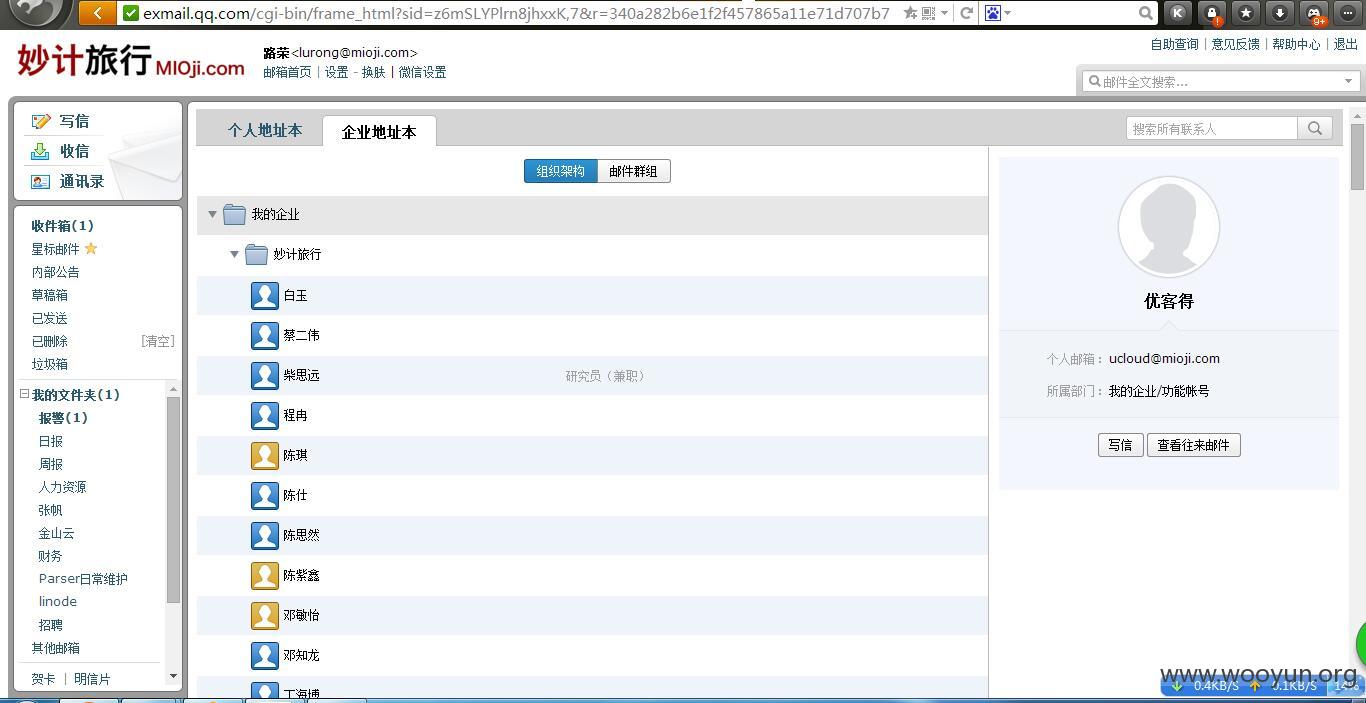 exmail.qq.com/cgi-bin/frame_html?sid=z6mSLYPlrn8jhxxK,7&r=340a282b6e1f2f457865a11e71d707b7
K
9+
妙计旅行 MIOji.com
路荣<lurong@mioji.com>
邮箱首页 | 设置 - 换肤 | 微信设置
自助查询 | 意见反馈 | 帮助中心 | 退出
邮件全文搜索...
写信
收信
通讯录
收件箱(1)
星标邮件
内部公告
草稿箱
已发送
已删除 [清空]
垃圾箱
我的文件夹(1)
报警(1)
日报
周报
人力资源
张帆
金山云
财务
Parser日常维护
linode
招聘
其他邮箱
贺卡 | 明信片
个人地址本
企业地址本
搜索所有联系人
组织架构 邮件群组
我的企业
妙计旅行
白玉
蔡二伟
柴思远 研究员（兼职）
程冉
陈琪
陈仕
陈思然
陈紫鑫
邓敏怡
邓知龙
丁海博
优客得
个人邮箱：ucloud@mioji.com
所属部门：我的企业/功能帐号
写信 查看往来邮件
www.wooyun.org
0.4KB/S 0.1KB/S 14%